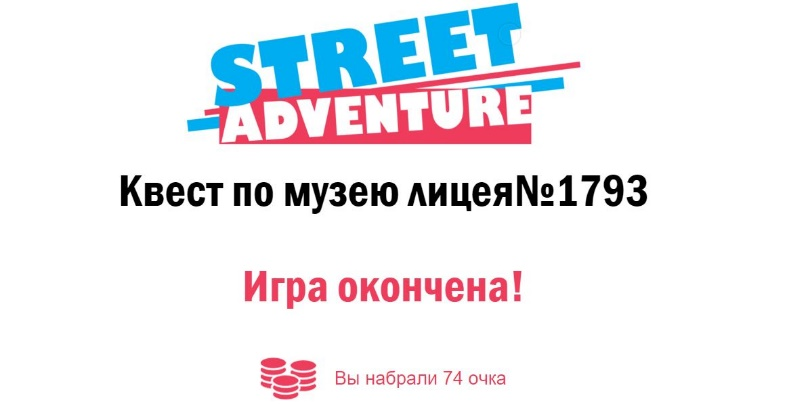 STREET
ADVENTURE
Квест по музею лицея№1793
Игра окончена!
Вы набрали 74 очка